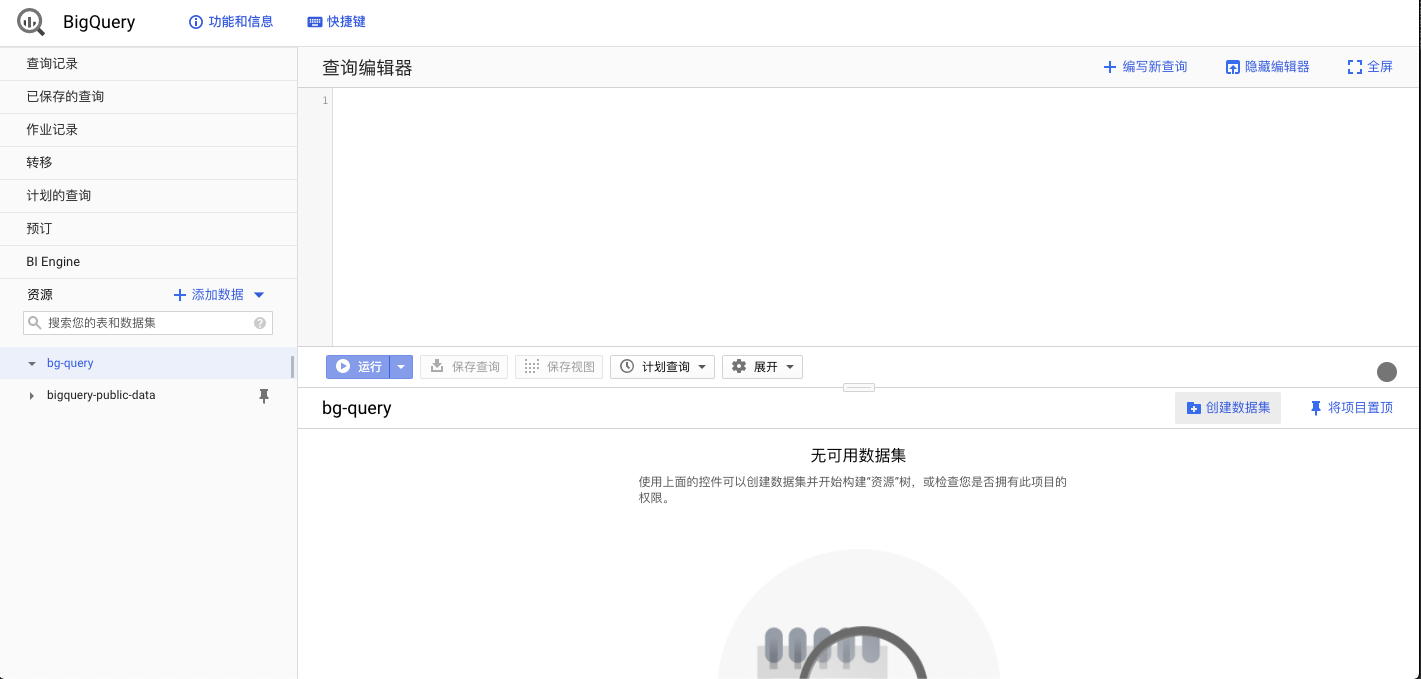 BigQuery
功能和信息
快捷键
查询记录
已保存的查询
作业记录
转移
计划的查询
预订
BI Engine
资源
添加数据
搜索您的表和数据集
bg-query
bigquery-public-data
查询编辑器
编写新查询
隐藏编辑器
全屏
1
运行
保存查询
保存视图
计划查询
展开
bg-query
创建数据集
将项目置顶
无可用数据集
使用上面的控件可以创建数据集并开始构建“资源”树，或检查您是否拥有此项目的
权限。